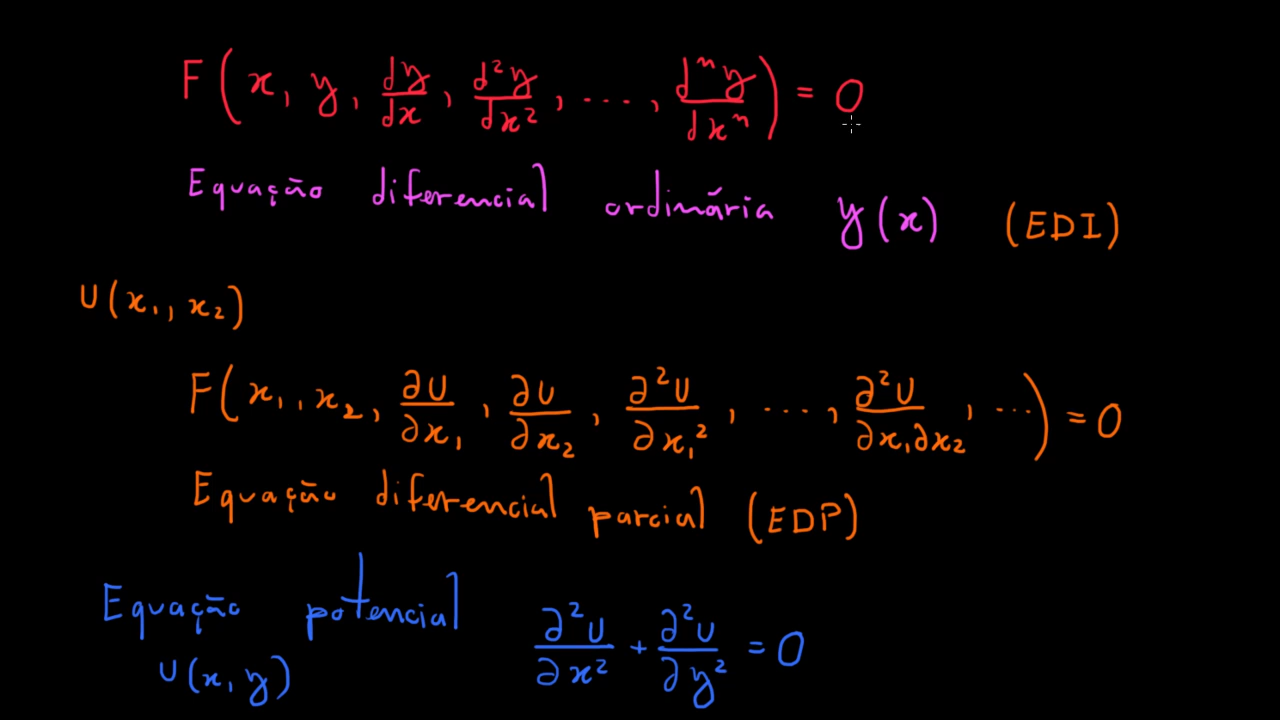 F(x, y, dy/dx, d²y/dx², ...., dⁿy/dxⁿ) = 0
Equação diferencial ordinária y(x) (EDI)
U(x₁, x₂)
F(x₁, x₂, ∂U/∂x₁, ∂U/∂x₂, ∂²U/∂x₁², ...., ∂²U/∂x₁∂x₂, ...) = 0
Equação diferencial parcial (EDP)
Equação potencial ∂²U/∂x² + ∂²U/∂y² = 0
U(x, y)